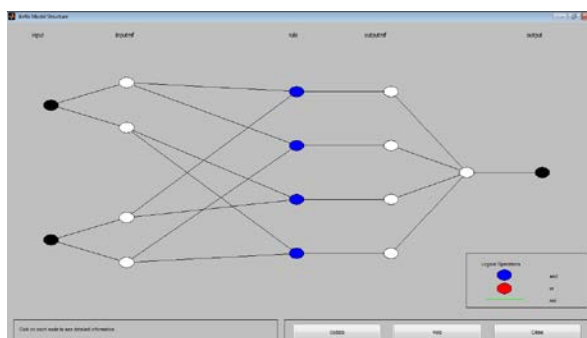 Anfis Model Structure
input inputmf rule outputmf output
Logical Operations
and
or
not
Click on each node to see detailed information
Update Help Close